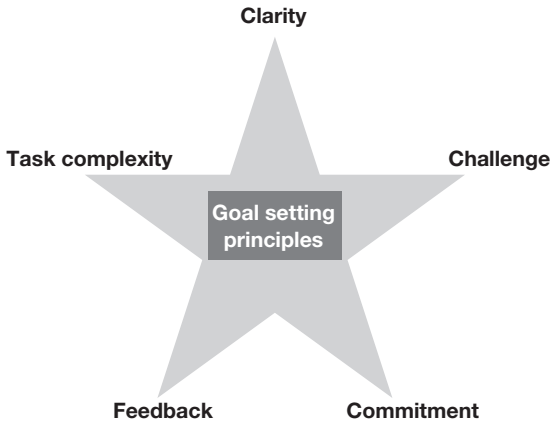 Clarity
Task complexity
Challenge
Goal setting
principles
Feedback
Commitment